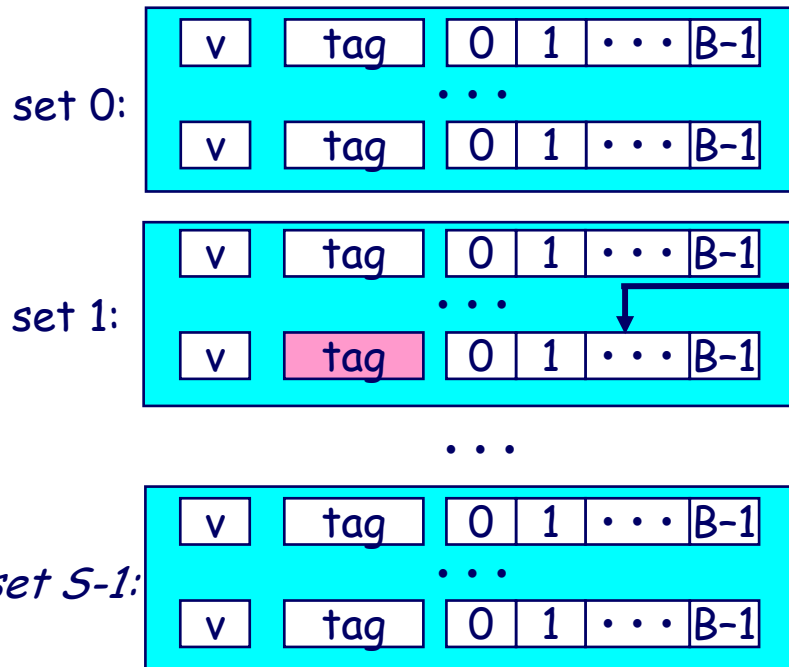 v tag 0 1 • • • B-1
set 0: • • •
v tag 0 1 • • • B-1
v tag 0 1 • • • B-1
set 1: • • •
v tag 0 1 • • • B-1
• • •
v tag 0 1 • • • B-1
set S-1: • • •
v tag 0 1 • • • B-1